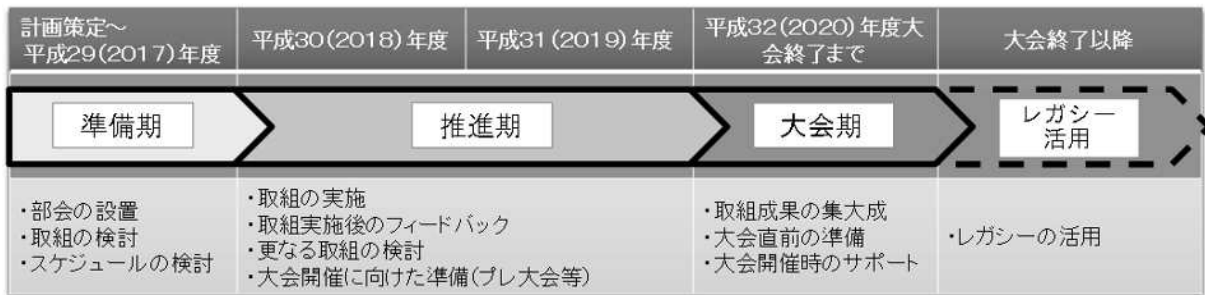 計画策定～
平成29(2017)年度
平成30(2018)年度
平成31(2019)年度
平成32(2020)年度大
会終了まで
大会終了以降
準備期
推進期
大会期
レガシー
活用
・部会の設置
・取組の検討
・スケジュールの検討
・取組の実施
・取組実施後のフィードバック
・更なる取組の検討
・大会開催に向けた準備(プレ大会等)
・取組成果の集大成
・大会直前の準備
・大会開催時のサポート
・レガシーの活用